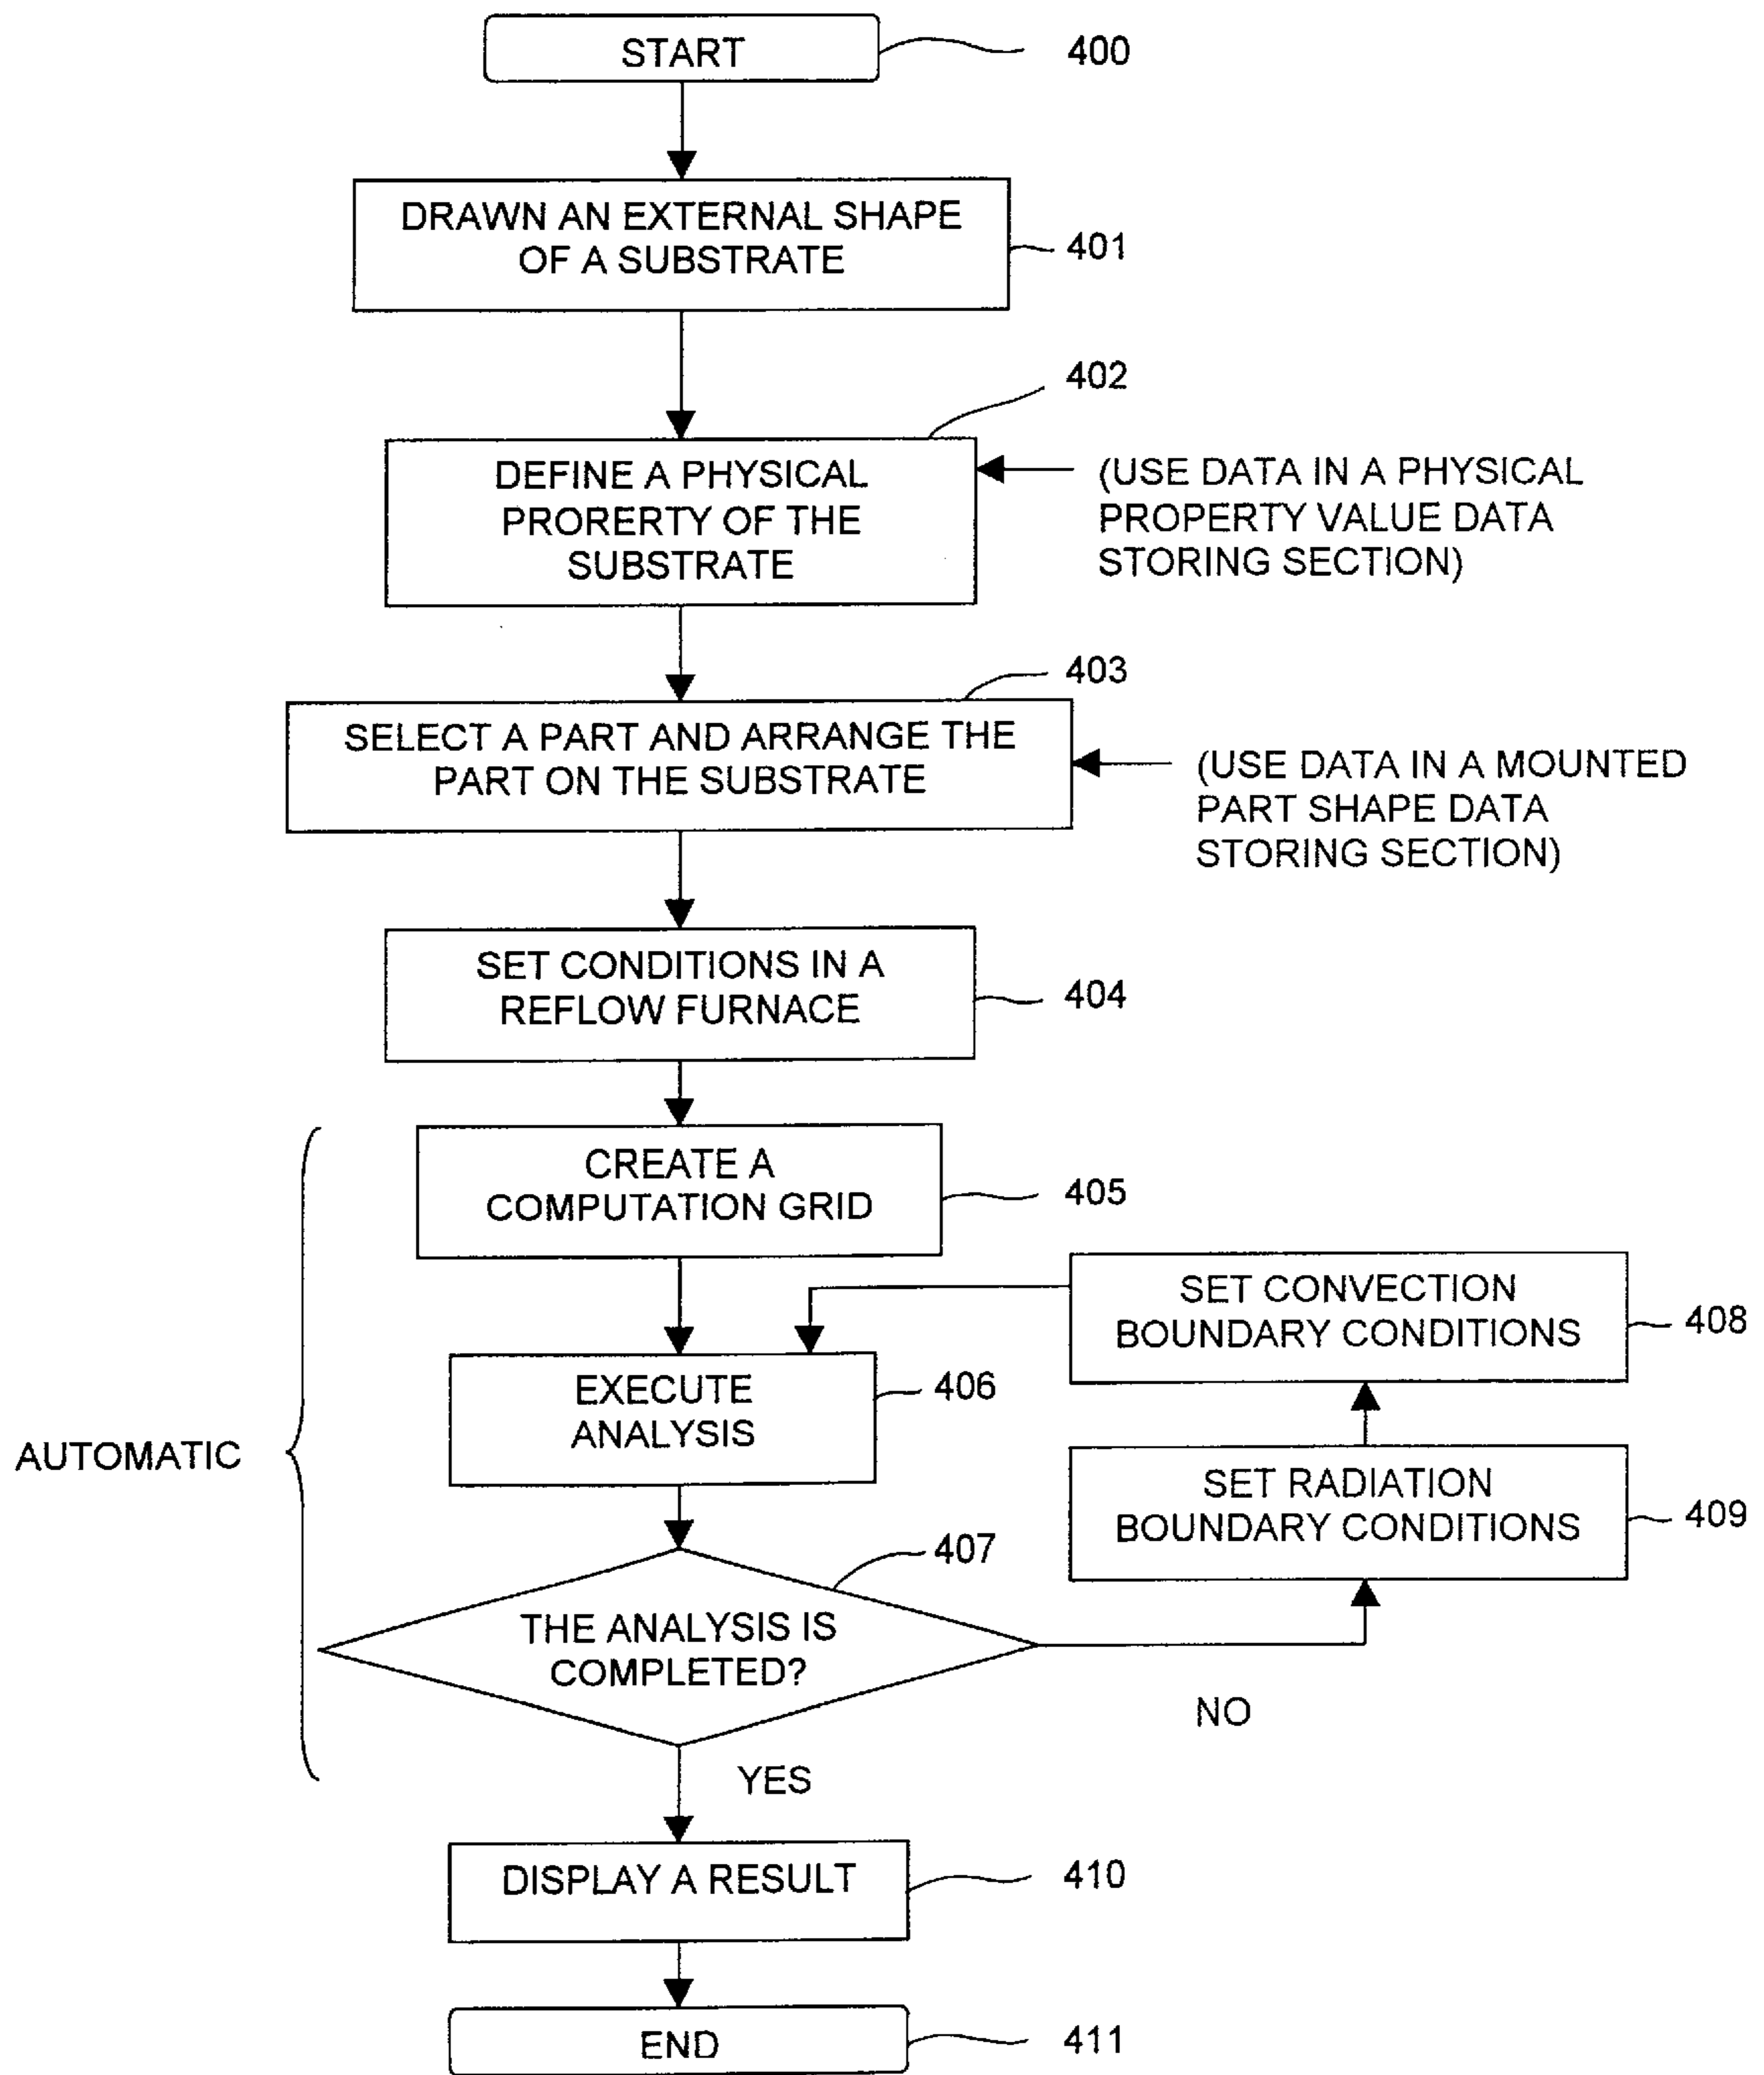 START
400
DRAWN AN EXTERNAL SHAPE
OF A SUBSTRATE
401
402
DEFINE A PHYSICAL
PRORERTY OF THE
SUBSTRATE
(USE DATA IN A PHYSICAL
PROPERTY VALUE DATA
STORING SECTION)
403
SELECT A PART AND ARRANGE THE
PART ON THE SUBSTRATE
(USE DATA IN A MOUNTED
PART SHAPE DATA
STORING SECTION)
SET CONDITIONS IN A
REFLOW FURNACE
404
AUTOMATIC
CREATE A
COMPUTATION GRID
405
EXECUTE
ANALYSIS
406
SET CONVECTION
BOUNDARY CONDITIONS
408
SET RADIATION
BOUNDARY CONDITIONS
409
407
THE ANALYSIS IS
COMPLETED?
NO
YES
DISPLAY A RESULT
410
END
411